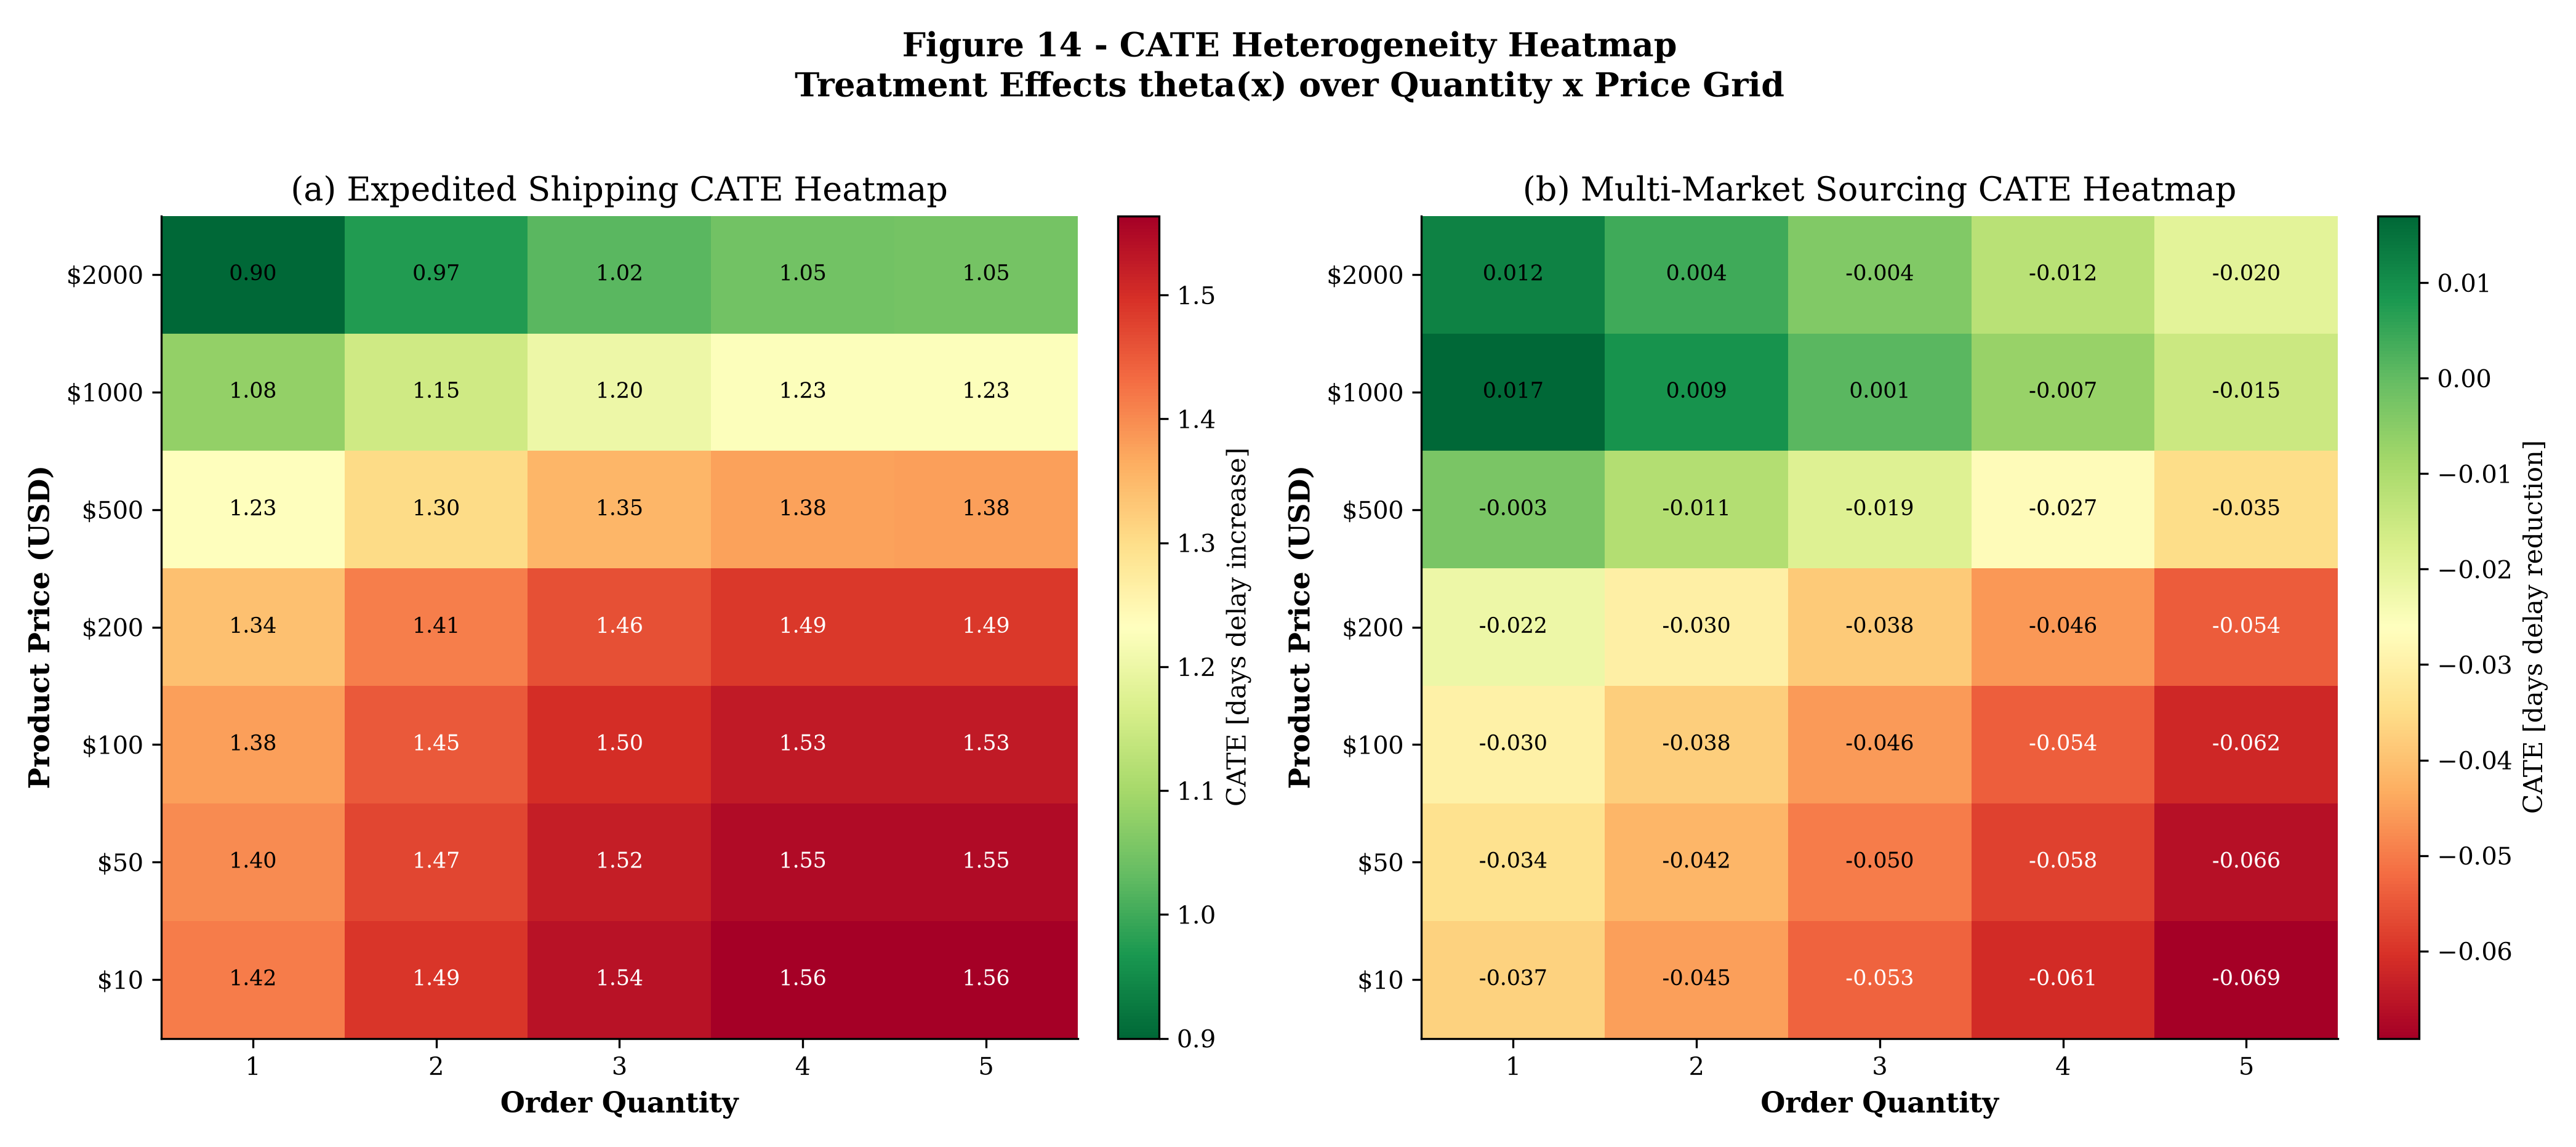 Figure 14 - CATE Heterogeneity Heatmap
Treatment Effects theta(x) over Quantity x Price Grid
(a) Expedited Shipping CATE Heatmap
Product Price (USD)
$2000 0.90 0.97 1.02 1.05 1.05
$1000 1.08 1.15 1.20 1.23 1.23
$500 1.23 1.30 1.35 1.38 1.38
$200 1.34 1.41 1.46 1.49 1.49
$100 1.38 1.45 1.50 1.53 1.53
$50 1.40 1.47 1.52 1.55 1.55
$10 1.42 1.49 1.54 1.56 1.56
1 2 3 4 5
Order Quantity
1.5
1.4
1.3
1.2
1.1
1.0
0.9
CATE [days delay increase]
(b) Multi-Market Sourcing CATE Heatmap
Product Price (USD)
$2000 0.012 0.004 -0.004 -0.012 -0.020
$1000 0.017 0.009 0.001 -0.007 -0.015
$500 -0.003 -0.011 -0.019 -0.027 -0.035
$200 -0.022 -0.030 -0.038 -0.046 -0.054
$100 -0.030 -0.038 -0.046 -0.054 -0.062
$50 -0.034 -0.042 -0.050 -0.058 -0.066
$10 -0.037 -0.045 -0.053 -0.061 -0.069
1 2 3 4 5
Order Quantity
0.01
0.00
−0.01
−0.02
−0.03
−0.04
−0.05
−0.06
CATE [days delay reduction]